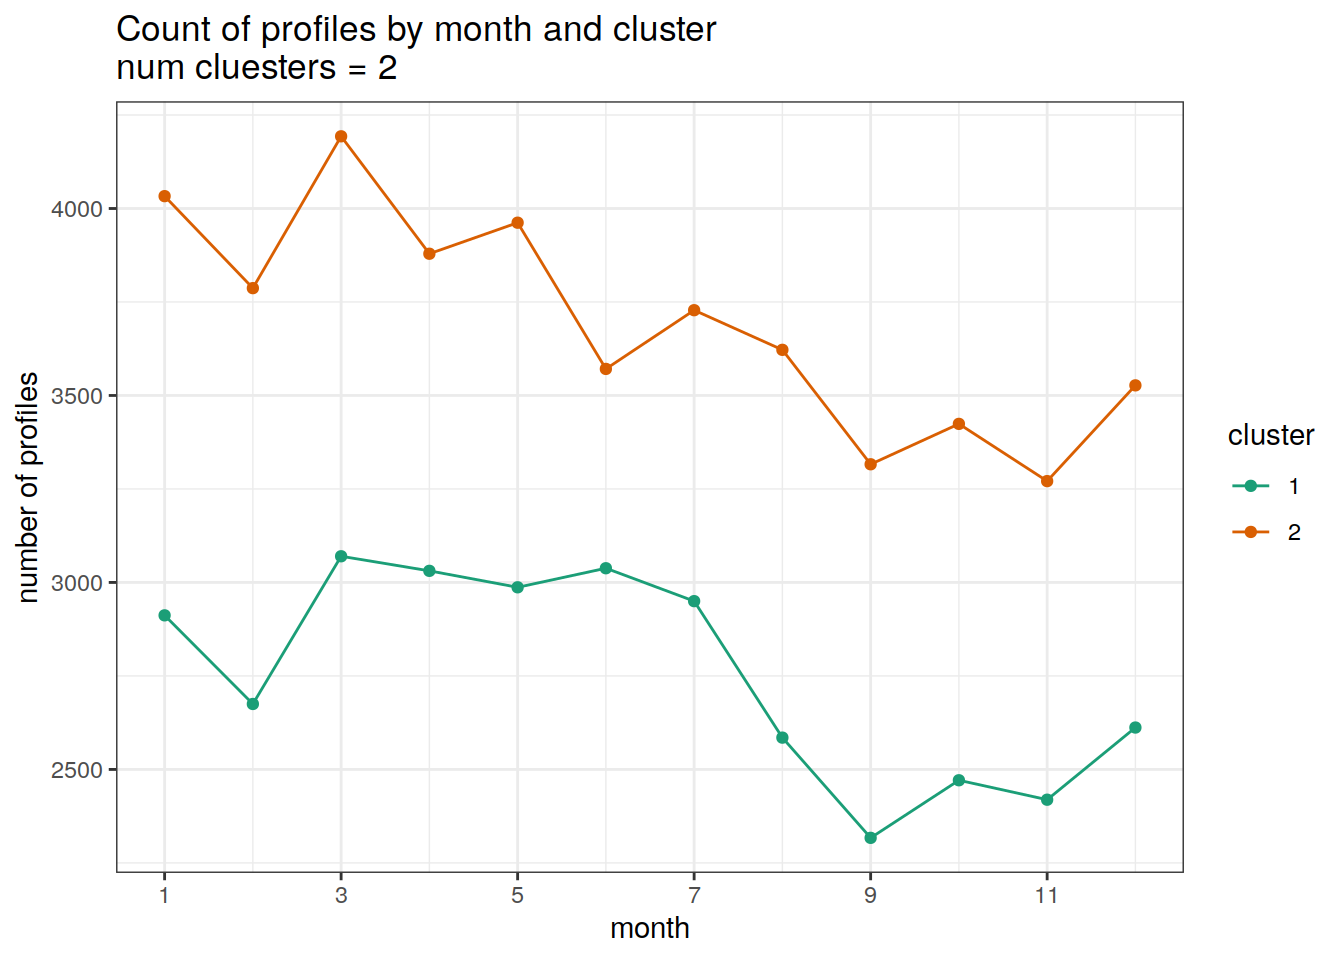 Count of profiles by month and cluster
num cluesters = 2
number of profiles
4000
3500
3000
2500
1
3
5
7
9
11
month
cluster
1
2